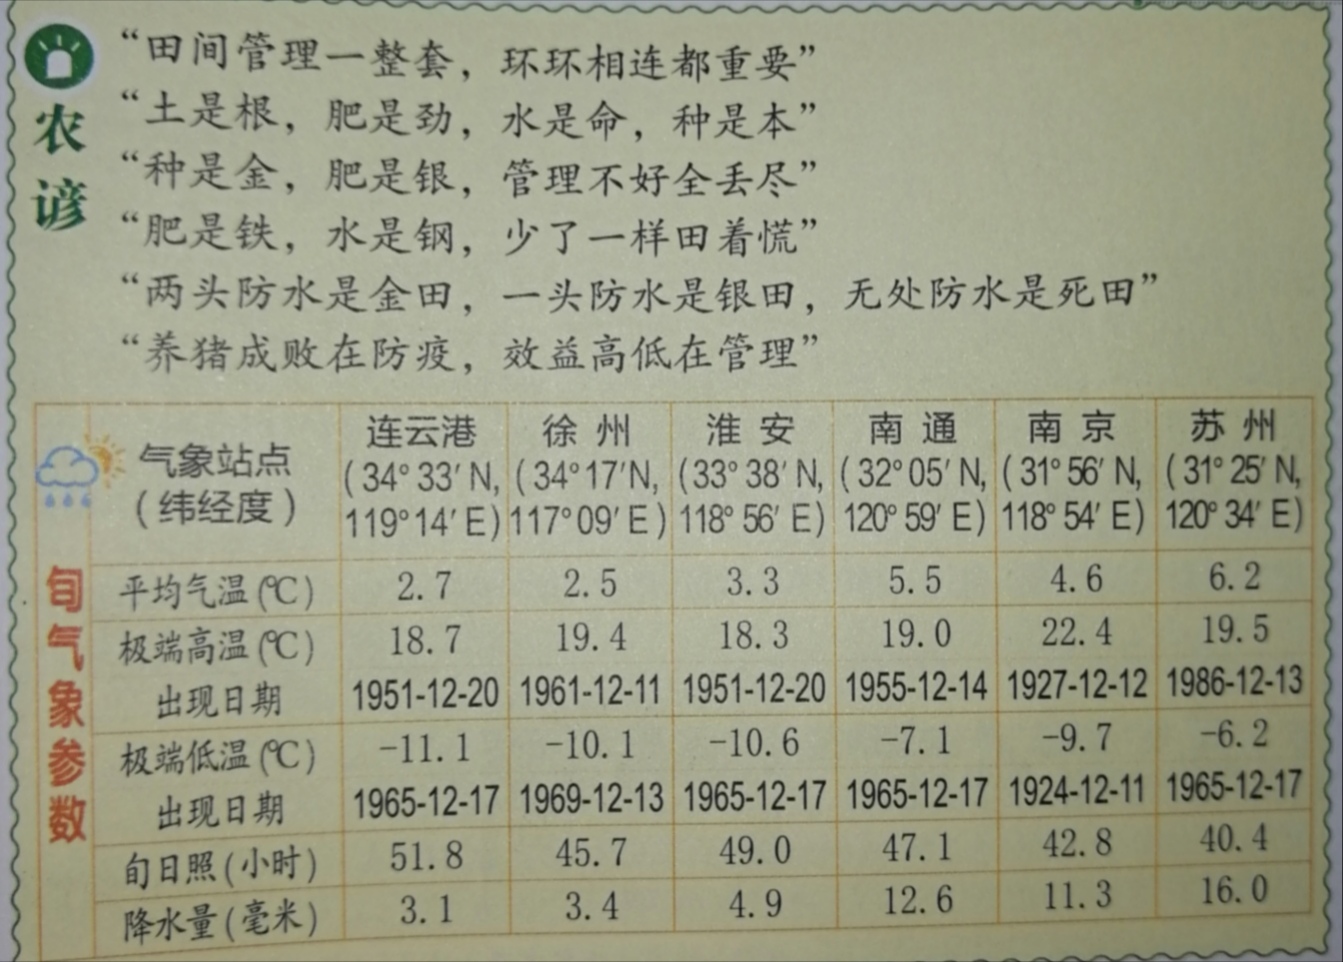 农谚
“田间管理一整套，环环相连都重要”
“土是根，肥是劲，水是命，种是本”
“种是金，肥是银，管理不好全丢尽”
“肥是铁，水是钢，少了一样田着慌”
“两头防水是金田，一头防水是银田，无处防水是死田”
“养猪成败在防疫，效益高低在管理”
旬气象参数
气象站点（纬经度） 连云港（34°33′N，119°14′E） 徐州（34°17′N，117°09′E） 淮安（33°38′N，118°56′E） 南通（32°05′N，120°59′E） 南京（31°56′N，118°54′E） 苏州（31°25′N，120°34′E）
平均气温(℃) 2.7 2.5 3.3 5.5 4.6 6.2
极端高温(℃) 18.7 19.4 18.3 19.0 22.4 19.5
出现日期 1951-12-20 1961-12-11 1951-12-20 1955-12-14 1927-12-12 1986-12-13
极端低温(℃) -11.1 -10.1 -10.6 -7.1 -9.7 -6.2
出现日期 1965-12-17 1969-12-13 1965-12-17 1965-12-17 1924-12-11 1965-12-17
旬日照(小时) 51.8 45.7 49.0 47.1 42.8 40.4
降水量(毫米) 3.1 3.4 4.9 12.6 11.3 16.0